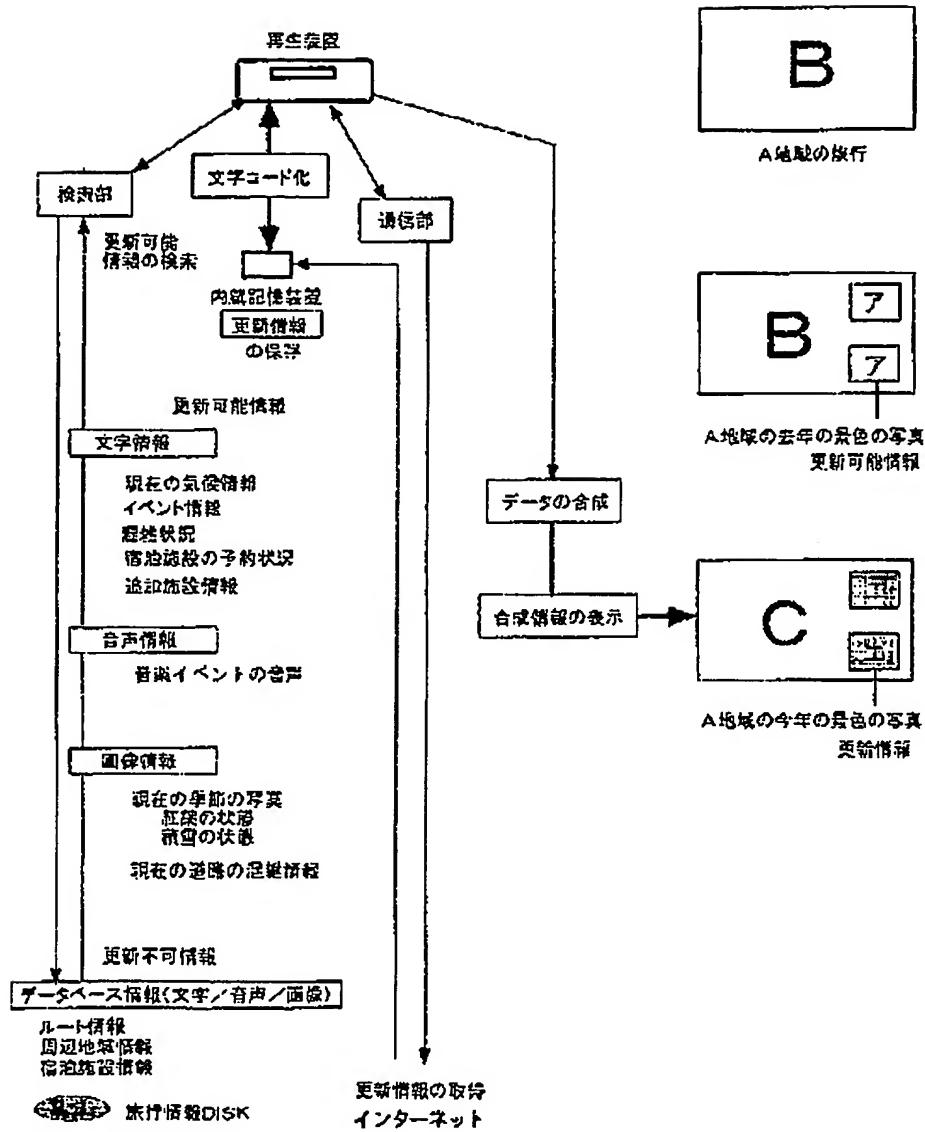 再生装置
B
A地域の旅行
文字コード化
検索部
通信部
更新可能
情報の検索
内蔵記憶装置
更新情報
の保存
B
ア
ア
A地域の去年の景色の写真
更新可能情報
更新可能情報
文字情報
現在の気候情報
イベント情報
混雑状況
宿泊施設の予約状況
追加施設情報
データの合成
合成情報の表示
C
A地域の今年の景色の写真
更新情報
音声情報
音楽イベントの音声
画像情報
現在の季節の写真
紅葉の状態
積雪の状態
現在の道路の混雑情報
更新不可情報
データベース情報(文字/音声/画像)
ルート情報
周辺地域情報
宿泊施設情報
旅行情報DISK
更新情報の取得
インターネット